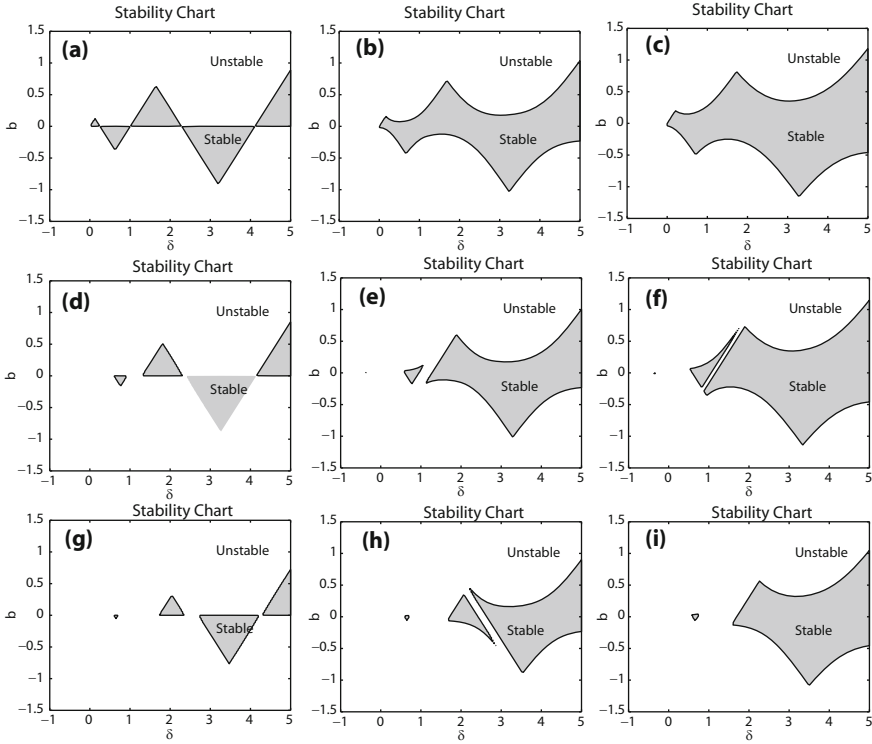 Stability Chart Stability Chart Stability Chart
(a) Unstable
1.5
1
0.5
0
−0.5
−1
−1.5
b
Stable
−1 0 1 2 3 4 5
δ
(b) Unstable
1.5
1
0.5
0
−0.5
−1
−1.5
b
Stable
−1 0 1 2 3 4 5
δ
(c) Unstable
1.5
1
0.5
0
−0.5
−1
−1.5
b
Stable
−1 0 1 2 3 4 5
δ
Stability Chart Stability Chart Stability Chart
(d) Unstable
1.5
1
0.5
0
−0.5
−1
−1.5
b
Stable
−1 0 1 2 3 4 5
δ
(e) Unstable
1.5
1
0.5
0
−0.5
−1
−1.5
b
Stable
−1 0 1 2 3 4 5
δ
(f) Unstable
1.5
1
0.5
0
−0.5
−1
−1.5
b
Stable
−1 0 1 2 3 4 5
δ
Stability Chart Stability Chart Stability Chart
(g) Unstable
1.5
1
0.5
0
−0.5
−1
−1.5
b
Stable
−1 0 1 2 3 4 5
δ
(h) Unstable
1.5
1
0.5
0
−0.5
−1
−1.5
b
Stable
−1 0 1 2 3 4 5
δ
(i) Unstable
1.5
1
0.5
0
−0.5
−1
−1.5
b
Stable
−1 0 1 2 3 4 5
δ